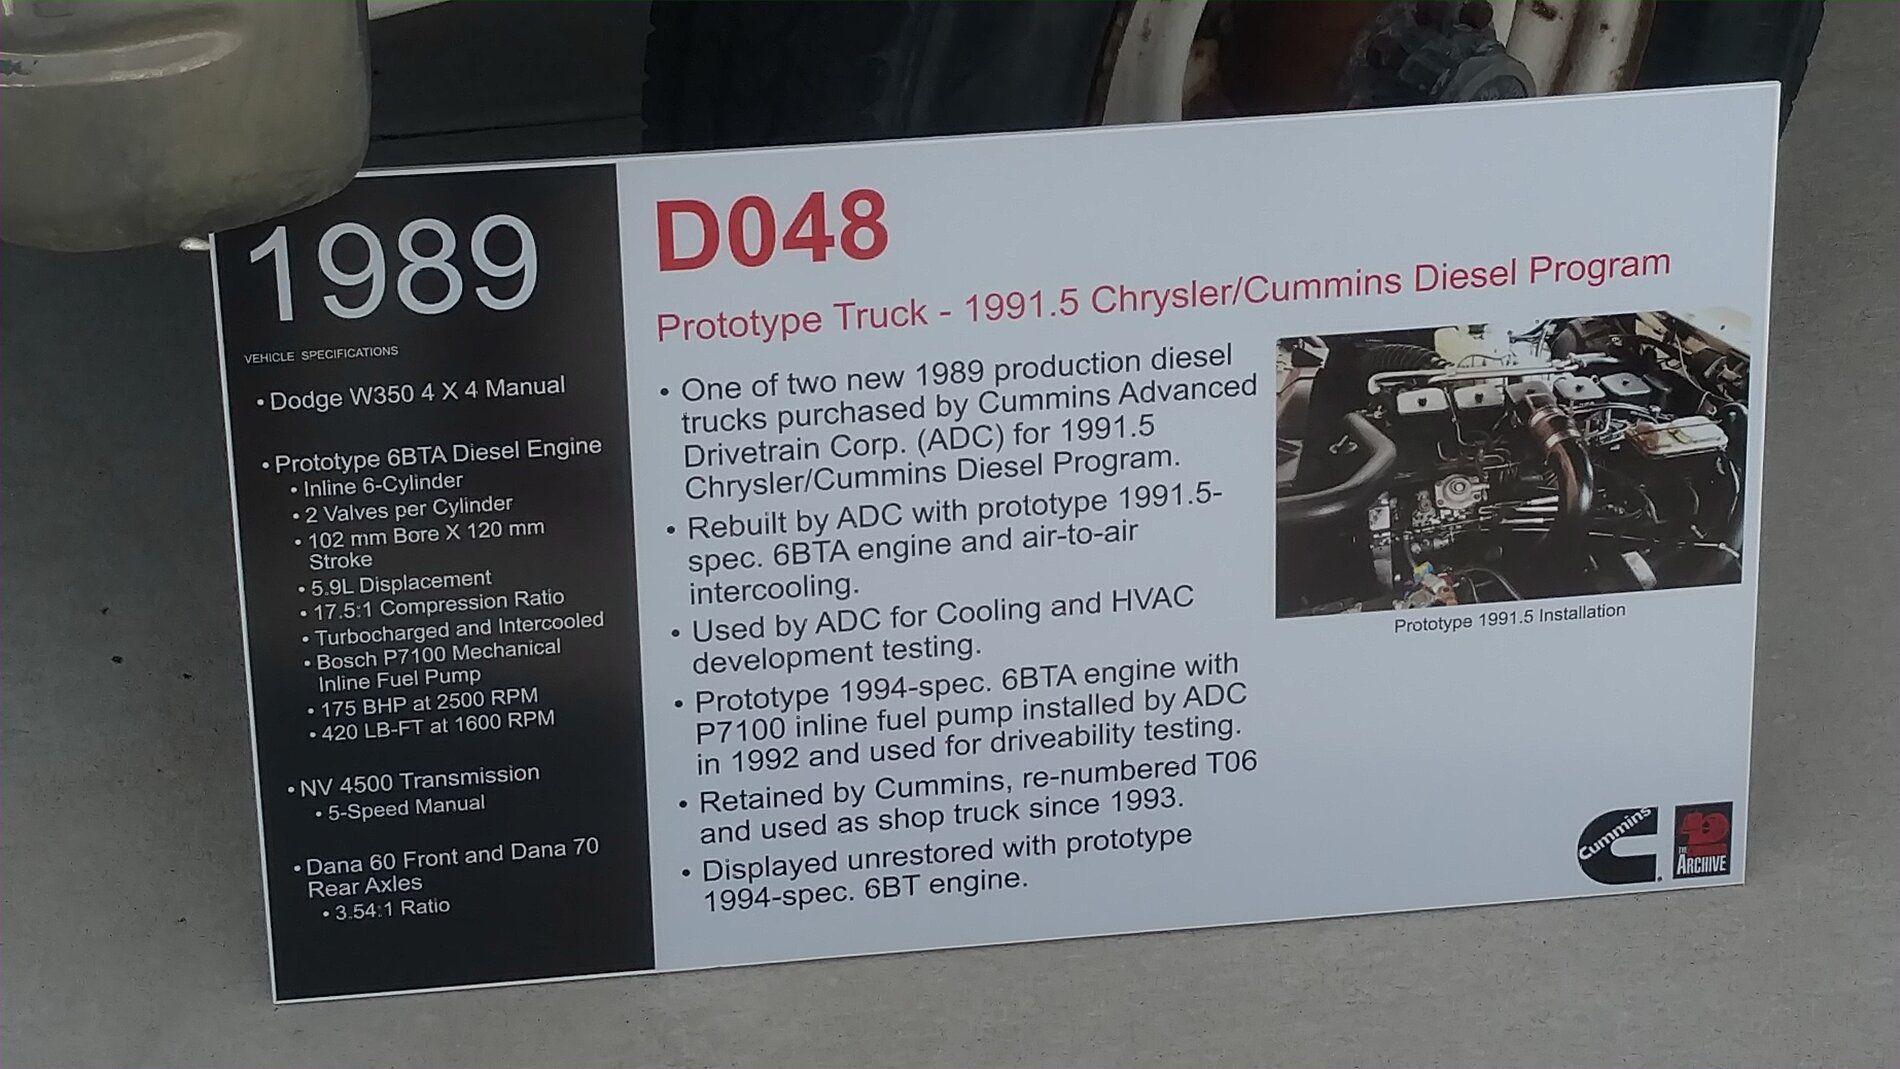 1989
VEHICLE SPECIFICATIONS
• Dodge W350 4 X 4 Manual
• Prototype 6BTA Diesel Engine
• Inline 6-Cylinder
• 2 Valves per Cylinder
• 102 mm Bore X 120 mm
Stroke
• 5.9L Displacement
• 17.5:1 Compression Ratio
• Turbocharged and Intercooled
• Bosch P7100 Mechanical
Inline Fuel Pump
• 175 BHP at 2500 RPM
• 420 LB-FT at 1600 RPM
• NV 4500 Transmission
• 5-Speed Manual
• Dana 60 Front and Dana 70
Rear Axles
• 3.54:1 Ratio
D048
Prototype Truck - 1991.5 Chrysler/Cummins Diesel Program
• One of two new 1989 production diesel
trucks purchased by Cummins Advanced
Drivetrain Corp. (ADC) for 1991.5
Chrysler/Cummins Diesel Program.
• Rebuilt by ADC with prototype 1991.5-
spec. 6BTA engine and air-to-air
intercooling.
• Used by ADC for Cooling and HVAC
development testing.
• Prototype 1994-spec. 6BTA engine with
P7100 inline fuel pump installed by ADC
in 1992 and used for driveability testing.
• Retained by Cummins, re-numbered T06
and used as shop truck since 1993.
• Displayed unrestored with prototype
1994-spec. 6BT engine.
Prototype 1991.5 Installation
Cummins
THE
ARCHIVE